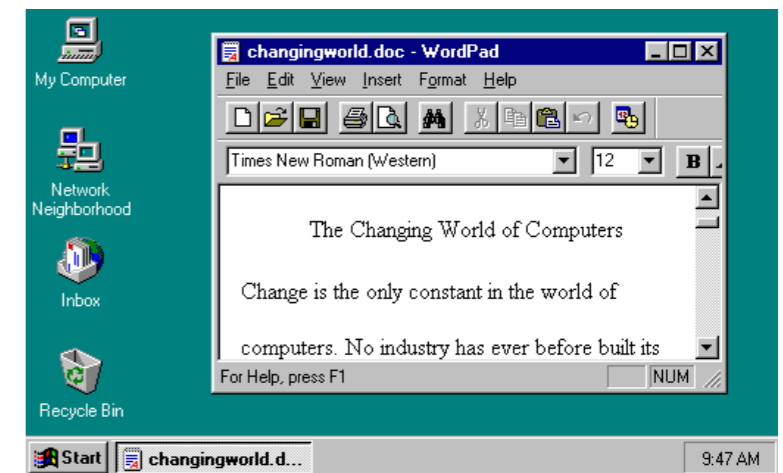 My Computer
Network
Neighborhood
Inbox
Recycle Bin
changingworld.doc - WordPad
File Edit View Insert Format Help
Times New Roman (Western) 12 B
The Changing World of Computers
Change is the only constant in the world of
computers. No industry has ever before built its
For Help, press F1 NUM
Start changingworld.d... 9:47 AM